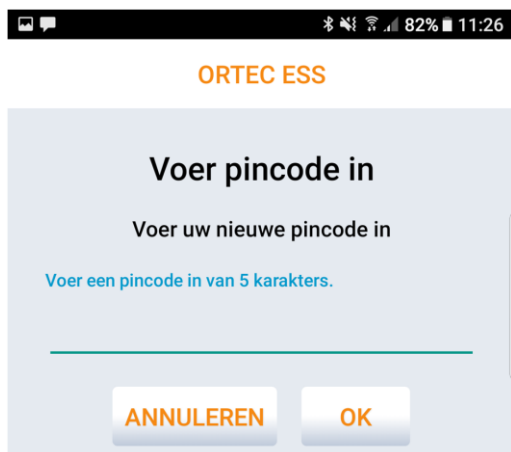 82% 11:26
ORTEC ESS
Voer pincode in
Voer uw nieuwe pincode in
Voer een pincode in van 5 karakters.
ANNULEREN OK